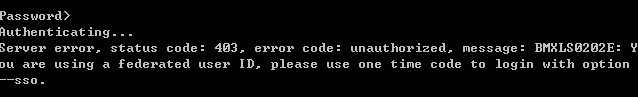 Password>
Authenticating...
Server error, status code: 403, error code: unauthorized, message: BMXLS0202E: Y
ou are using a federated user ID, please use one time code to login with option
--sso.